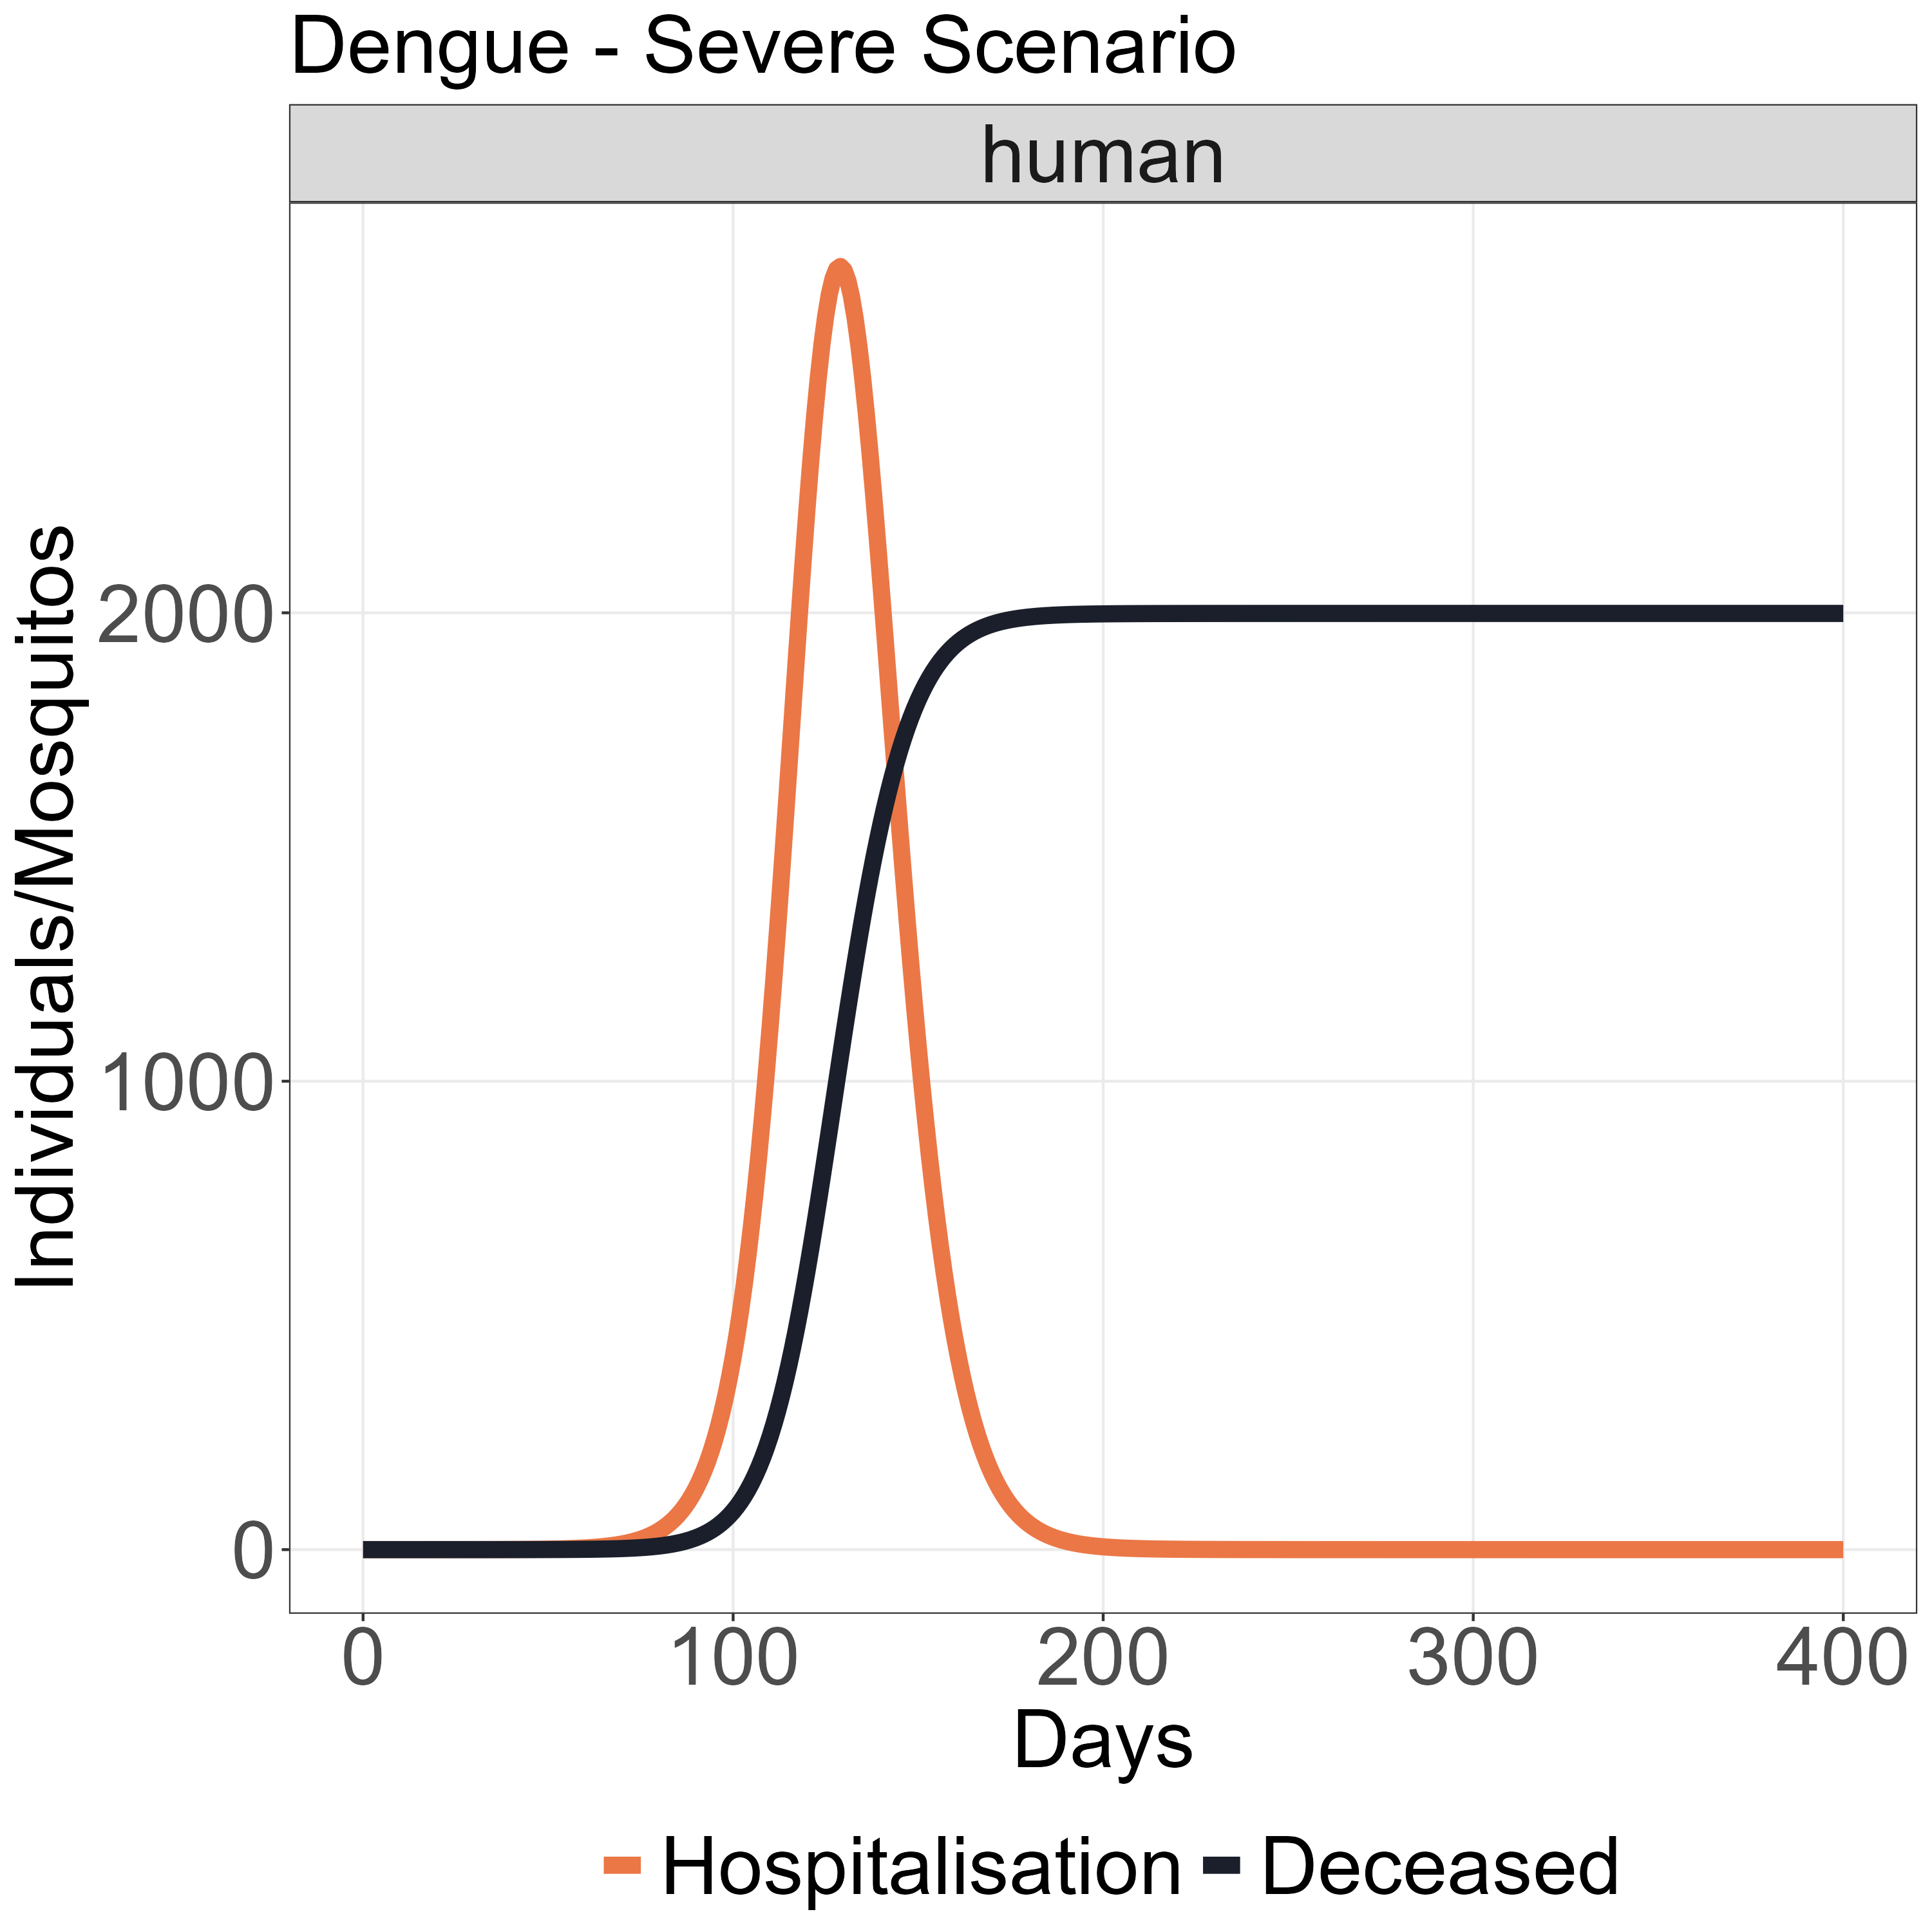 Dengue - Severe Scenario
human
Individuals/Mosquitos
2000
1000
0
0 100 200 300 400
Days
Hospitalisation Deceased